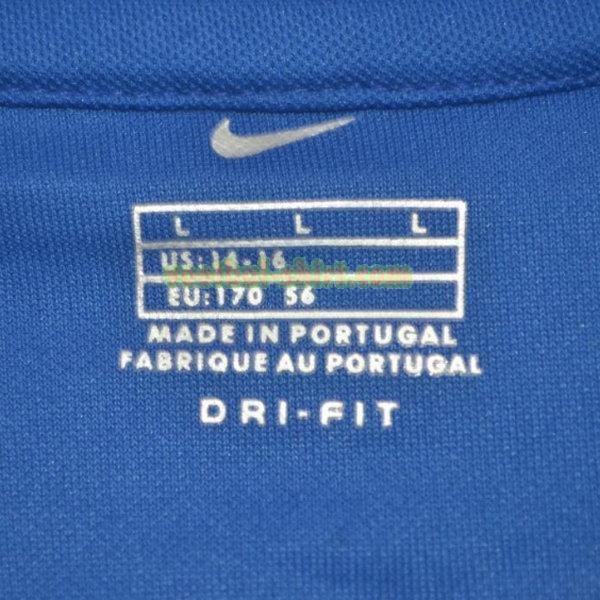 L L L
US: 14-16
EU: 170 56
MADE IN PORTUGAL
FABRIQUE AU PORTUGAL
DRI-FIT